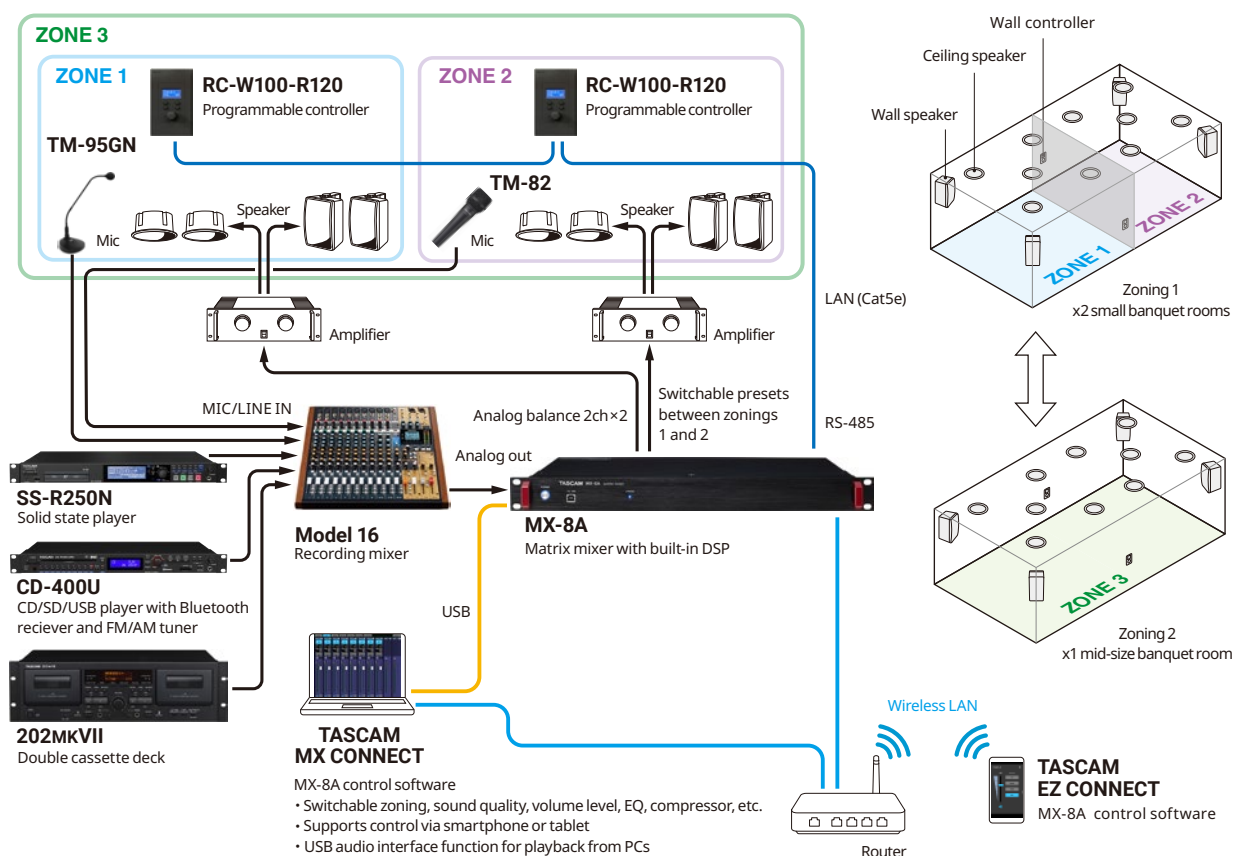 ZONE 3
ZONE 1
RC-W100-R120
Programmable controller
ZONE 2
RC-W100-R120
Programmable controller
TM-95GN
Mic
Speaker
TM-82
Mic
Speaker
Amplifier
Amplifier
LAN (Cat5e)
RS-485
MIC/LINE IN
Analog balance 2ch×2
Switchable presets
between zonings
1 and 2
Analog out
SS-R250N
Solid state player
Model 16
Recording mixer
TASCAM MX-8A
MX-8A
Matrix mixer with built-in DSP
CD-400U
CD/SD/USB player with Bluetooth
reciever and FM/AM tuner
USB
202MKVII
Double cassette deck
TASCAM
MX CONNECT
MX-8A control software
・Switchable zoning, sound quality, volume level, EQ, compressor, etc.
・Supports control via smartphone or tablet
・USB audio interface function for playback from PCs
Wireless LAN
Router
TASCAM
EZ CONNECT
MX-8A control software
Wall controller
Ceiling speaker
Wall speaker
ZONE 1
ZONE 2
Zoning 1
x2 small banquet rooms
ZONE 3
Zoning 2
x1 mid-size banquet room